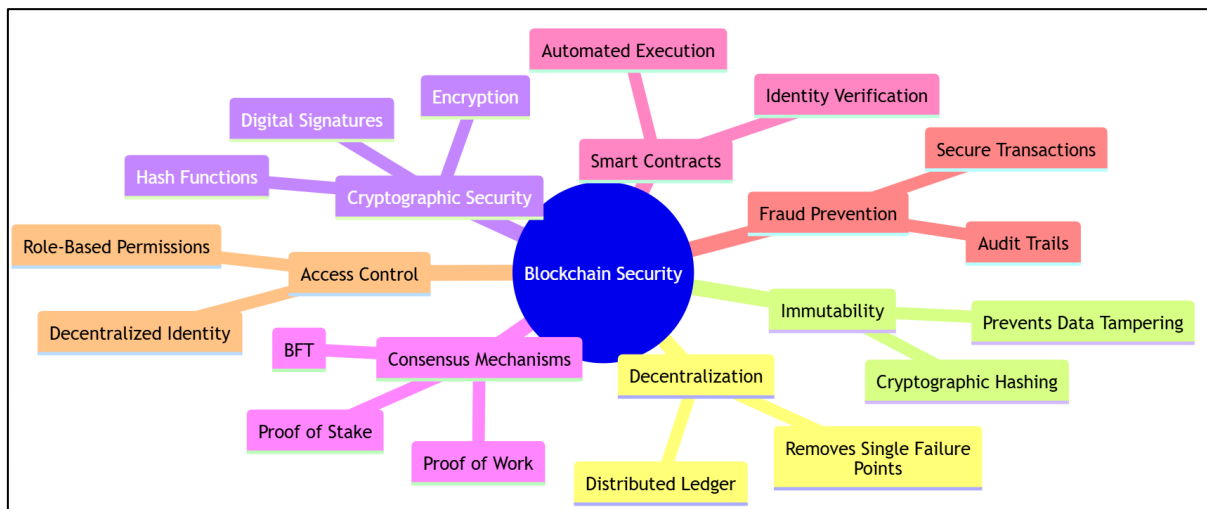 Automated Execution
Encryption
Identity Verification
Digital Signatures
Secure Transactions
Smart Contracts
Hash Functions
Cryptographic Security
Fraud Prevention
Audit Trails
Role-Based Permissions
Access Control
Blockchain Security
Decentralized Identity
Immutability
Prevents Data Tampering
BFT
Consensus Mechanisms
Decentralization
Cryptographic Hashing
Proof of Stake
Proof of Work
Removes Single Failure
Points
Distributed Ledger